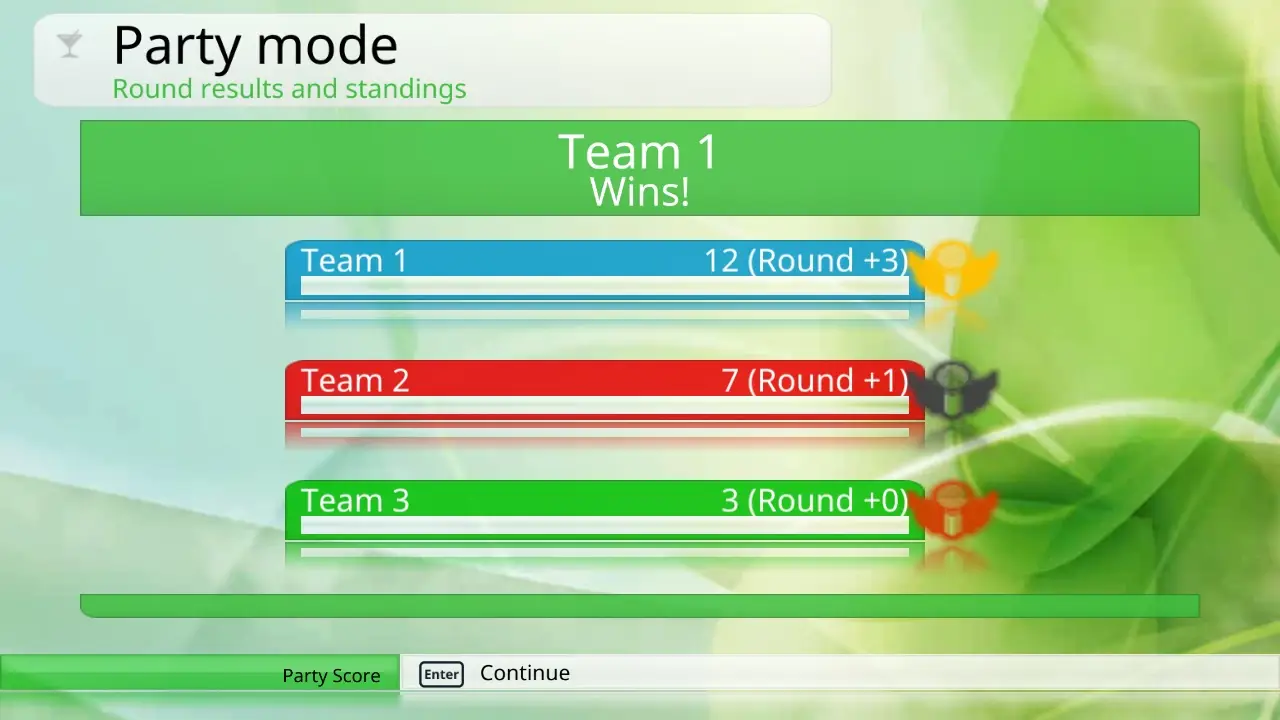 Party mode
Round results and standings
Team 1
Wins!
Team 1 12 (Round +3)
Team 2 7 (Round +1)
Team 3 3 (Round +0)
Party Score Enter Continue